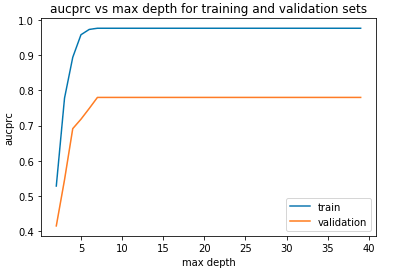 aucprc vs max depth for training and validation sets
1.0
0.9
0.8
0.7
0.6
0.5
0.4
aucprc
train
validation
5 10 15 20 25 30 35 40
max depth